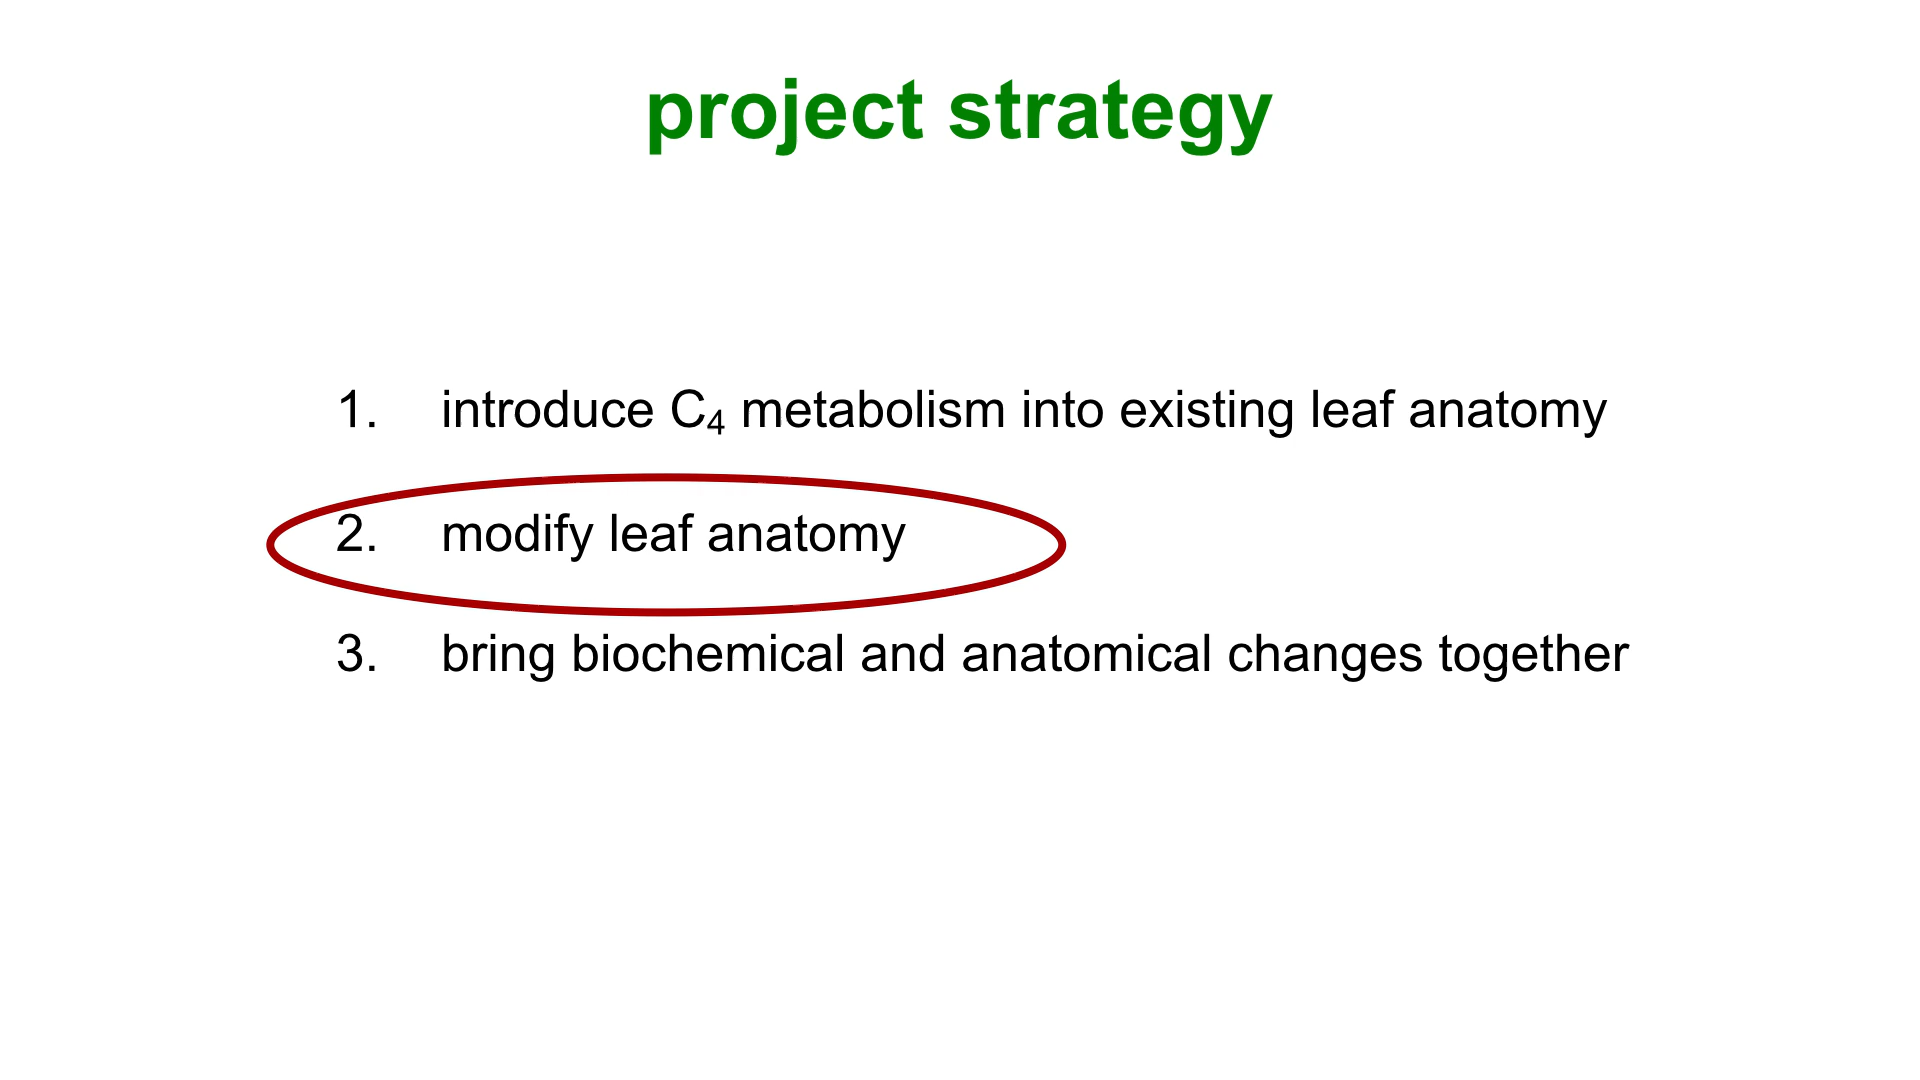 project strategy
1. introduce C₄ metabolism into existing leaf anatomy
2. modify leaf anatomy
3. bring biochemical and anatomical changes together